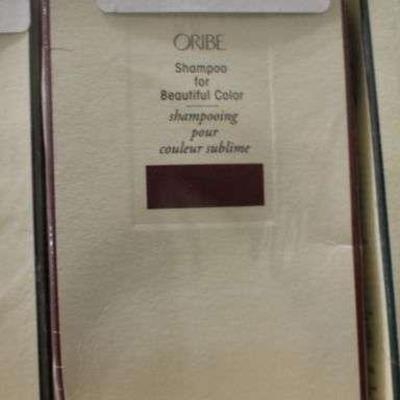 ORIBE
Shampoo
for
Beautiful Color
shampooing
pour
couleur sublime